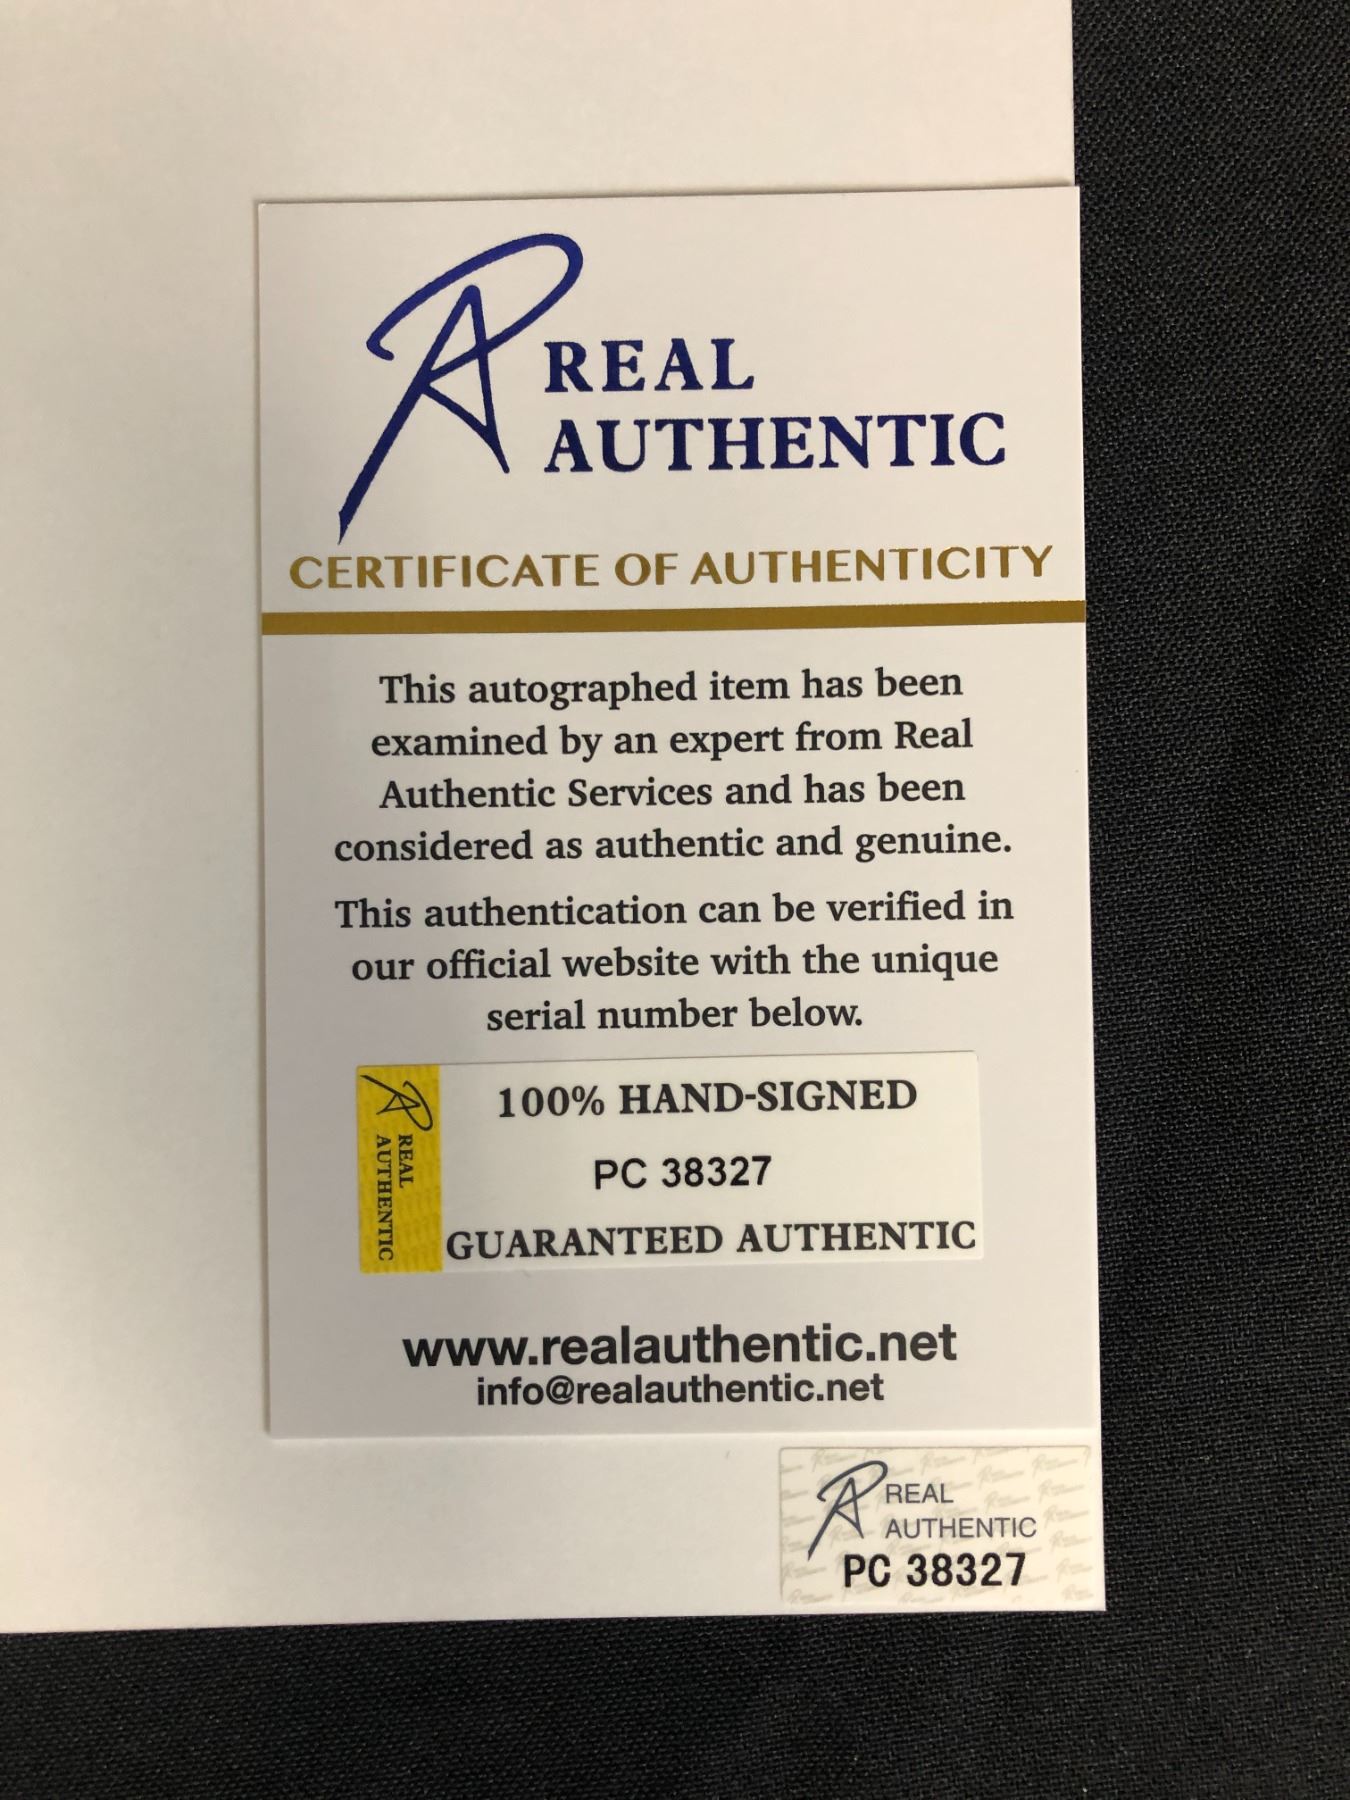 REAL
AUTHENTIC
CERTIFICATE OF AUTHENTICITY
This autographed item has been
examined by an expert from Real
Authentic Services and has been
considered as authentic and genuine.
This authentication can be verified in
our official website with the unique
serial number below.
REAL
AUTHENTIC
100% HAND-SIGNED
PC 38327
GUARANTEED AUTHENTIC
www.realauthentic.net
info@realauthentic.net
REAL
AUTHENTIC
PC 38327